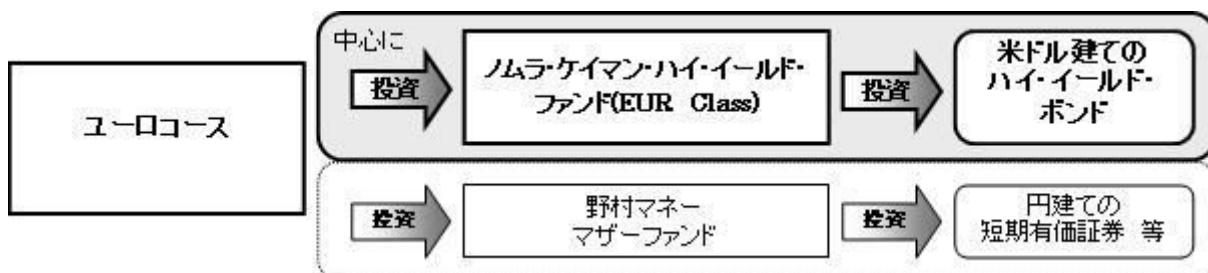 ユーロコース
中心に
投資
ノムラ・ケイマン・ハイ・イールド・
ファンド(EUR Class)
投資
米ドル建ての
ハイ・イールド・
ボンド
投資
野村マネー
マザーファンド
投資
円建ての
短期有価証券 等